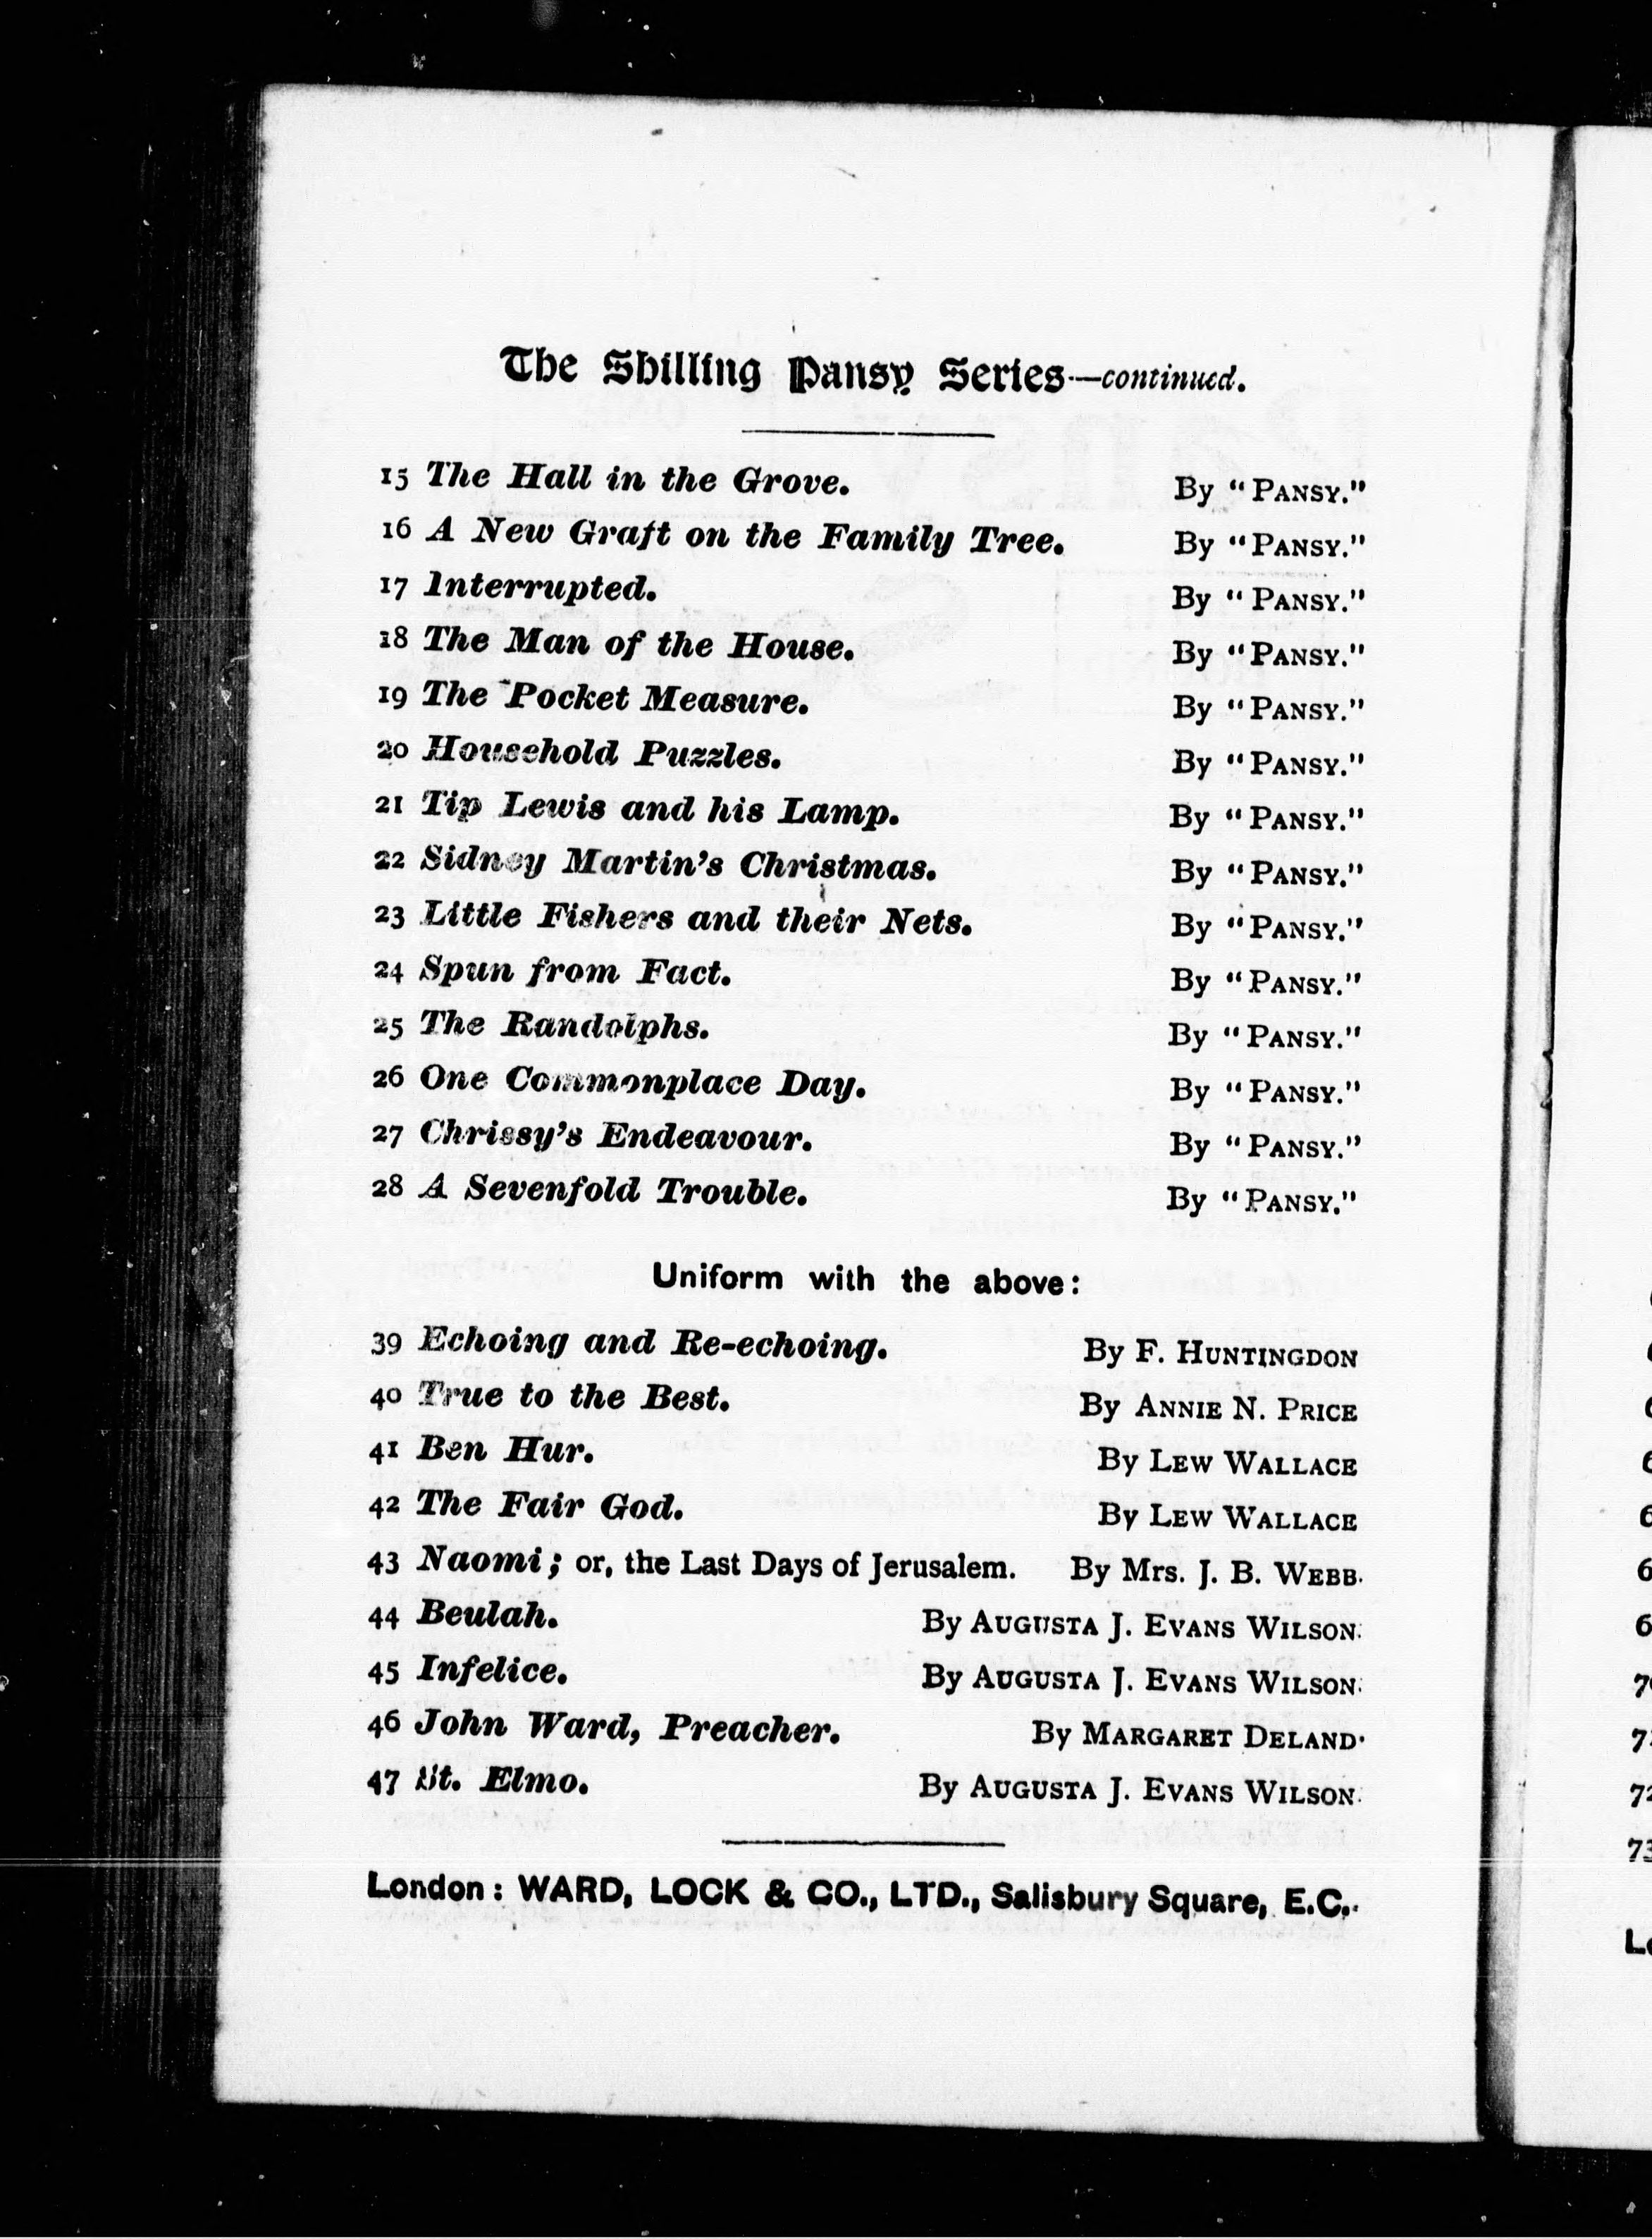 The Shilling Pansy Series—continued.
15 The Hall in the Grove. By "PANSY."
16 A New Graft on the Family Tree. By "PANSY."
17 Interrupted. By "PANSY."
18 The Man of the House. By "PANSY."
19 The Pocket Measure. By "PANSY."
20 Household Puzzles. By "PANSY."
21 Tip Lewis and his Lamp. By "PANSY."
22 Sidney Martin's Christmas. By "PANSY."
23 Little Fishers and their Nets. By "PANSY."
24 Spun from Fact. By "PANSY."
25 The Randolphs. By "PANSY."
26 One Commonplace Day. By "PANSY."
27 Chrissy's Endeavour. By "PANSY."
28 A Sevenfold Trouble. By "PANSY."
Uniform with the above:
39 Echoing and Re-echoing. By F. HUNTINGDON
40 True to the Best. By ANNIE N. PRICE
41 Ben Hur. By LEW WALLACE
42 The Fair God. By LEW WALLACE
43 Naomi; or, the Last Days of Jerusalem. By Mrs. J. B. WEBB.
44 Beulah. By AUGUSTA J. EVANS WILSON.
45 Infelice. By AUGUSTA J. EVANS WILSON.
46 John Ward, Preacher. By MARGARET DELAND.
47 St. Elmo. By AUGUSTA J. EVANS WILSON.
London: WARD, LOCK & CO., LTD., Salisbury Square, E.C.